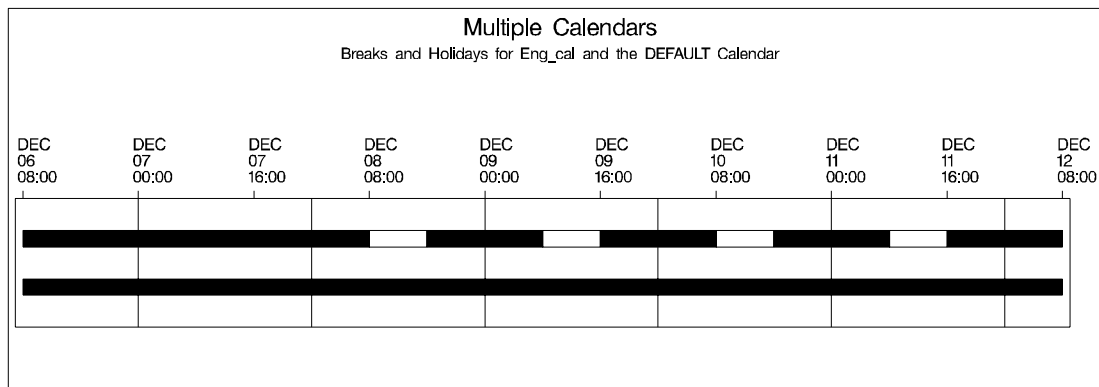 Multiple Calendars
Breaks and Holidays for Eng_cal and the DEFAULT Calendar
DEC DEC DEC DEC DEC DEC DEC DEC DEC DEC
06 07 07 08 09 09 10 11 11 12
08:00 00:00 16:00 08:00 00:00 16:00 08:00 00:00 16:00 08:00